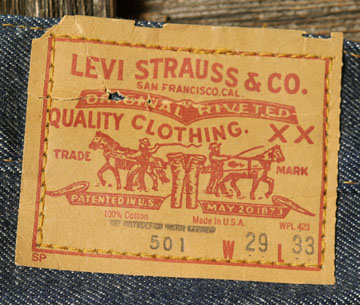 LEVI STRAUSS & CO.
SAN FRANCISCO, CAL.
ORIGINAL RIVETED
QUALITY CLOTHING. XX
TRADE MARK
PATENTED IN U.S. MAY 20 1873
100% Cotton Made in U.S.A. WPL 423
501 W 29 L 33
SP